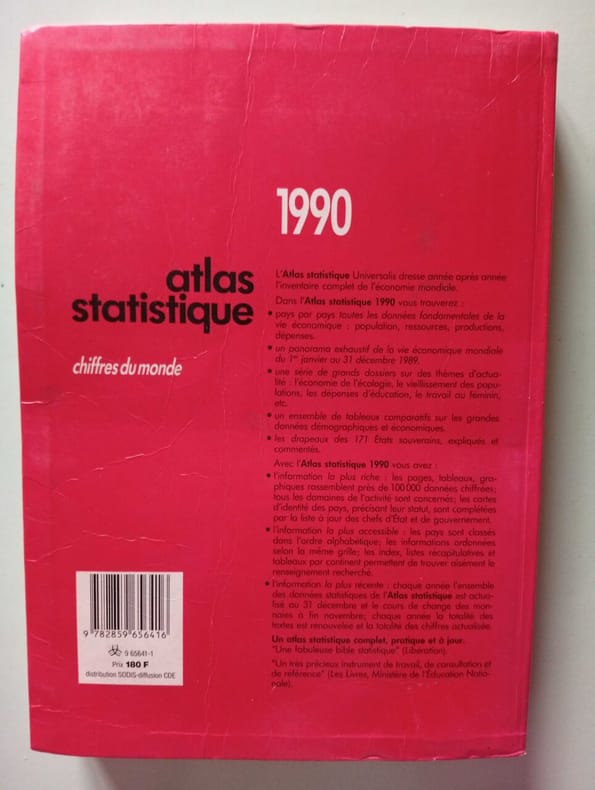 1990
atlas
statistique
chiffres du monde
L'Atlas statistique Universalis dresse année après année
l'inventaire complet de l'économie mondiale.
Dans l'Atlas statistique 1990 vous trouverez :
• pays par pays toutes les données fondamentales de la
vie économique : population, ressources, productions,
dépenses.
• un panorama exhaustif de la vie économique mondiale
du 1er janvier au 31 décembre 1989.
• une série de grands dossiers sur des thèmes d'actua-
lité : l'économie de l'écologie, le vieillissement des popu-
lations, les dépenses d'éducation, le travail au féminin,
etc.
• un ensemble de tableaux comparatifs sur les grandes
données démographiques et économiques.
• les drapeaux des 171 États souverains, expliqués et
commentés.
Avec l'Atlas statistique 1990 vous avez :
• l'information la plus riche : les pages, tableaux, gra-
phiques rassemblent près de 100 000 données chiffrées;
tous les domaines de l'activité sont concernés; les cartes
d'identité des pays, précisant leur statut, sont complétées
par la liste à jour des chefs d'État et de gouvernement.
• l'information la plus accessible : les pays sont classés
dans l'ordre alphabétique; les informations ordonnées
selon la même grille; les index, listes récapitulatives et
tableaux par continent permettent de trouver aisément le
renseignement recherché.
• l'information la plus récente : chaque année l'ensemble
des données statistiques de l'Atlas statistique est actua-
lisé au 31 décembre et le cours de change des mon-
naies à fin novembre; chaque année la totalité des
textes est renouvelée et la totalité des chiffres actualisée.
Un atlas statistique complet, pratique et à jour.
"Une fabuleuse bible statistique" (Libération).
"Un très précieux instrument de travail, de consultation et
de référence" (Les Livres, Ministère de l'Éducation Natio-
nale).
9 782859 656416
9 65641-1
Prix 180 F
distribution SODIS-diffusion CDE